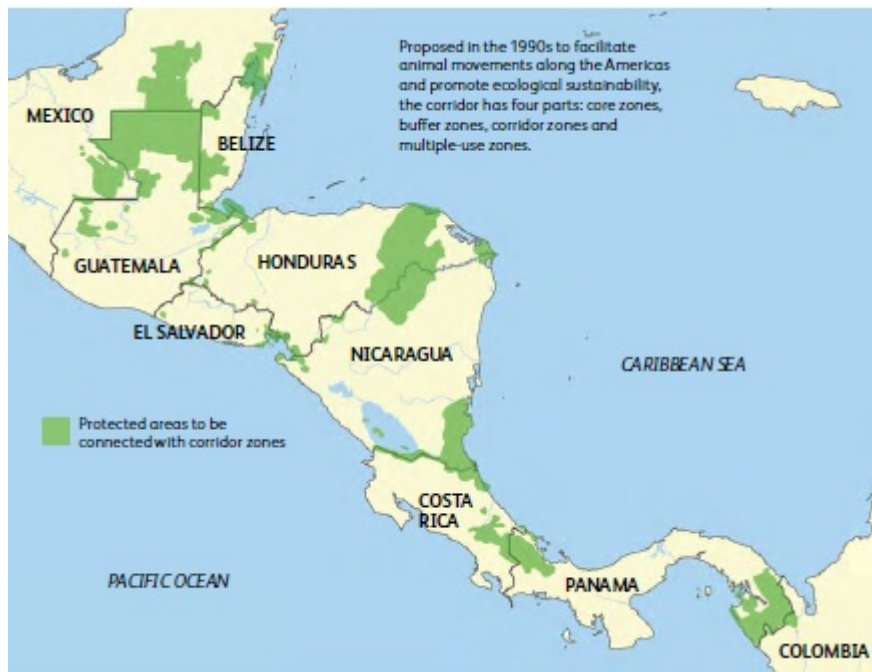 Proposed in the 1990s to facilitate
animal movements along the Americas
and promote ecological sustainability,
the corridor has four parts: core zones,
buffer zones, corridor zones and
multiple-use zones.
MEXICO
BELIZE
GUATEMALA
HONDURAS
EL SALVADOR
NICARAGUA
CARIBBEAN SEA
Protected areas to be
connected with corridor zones
COSTA
RICA
PACIFIC OCEAN
PANAMA
COLOMBIA